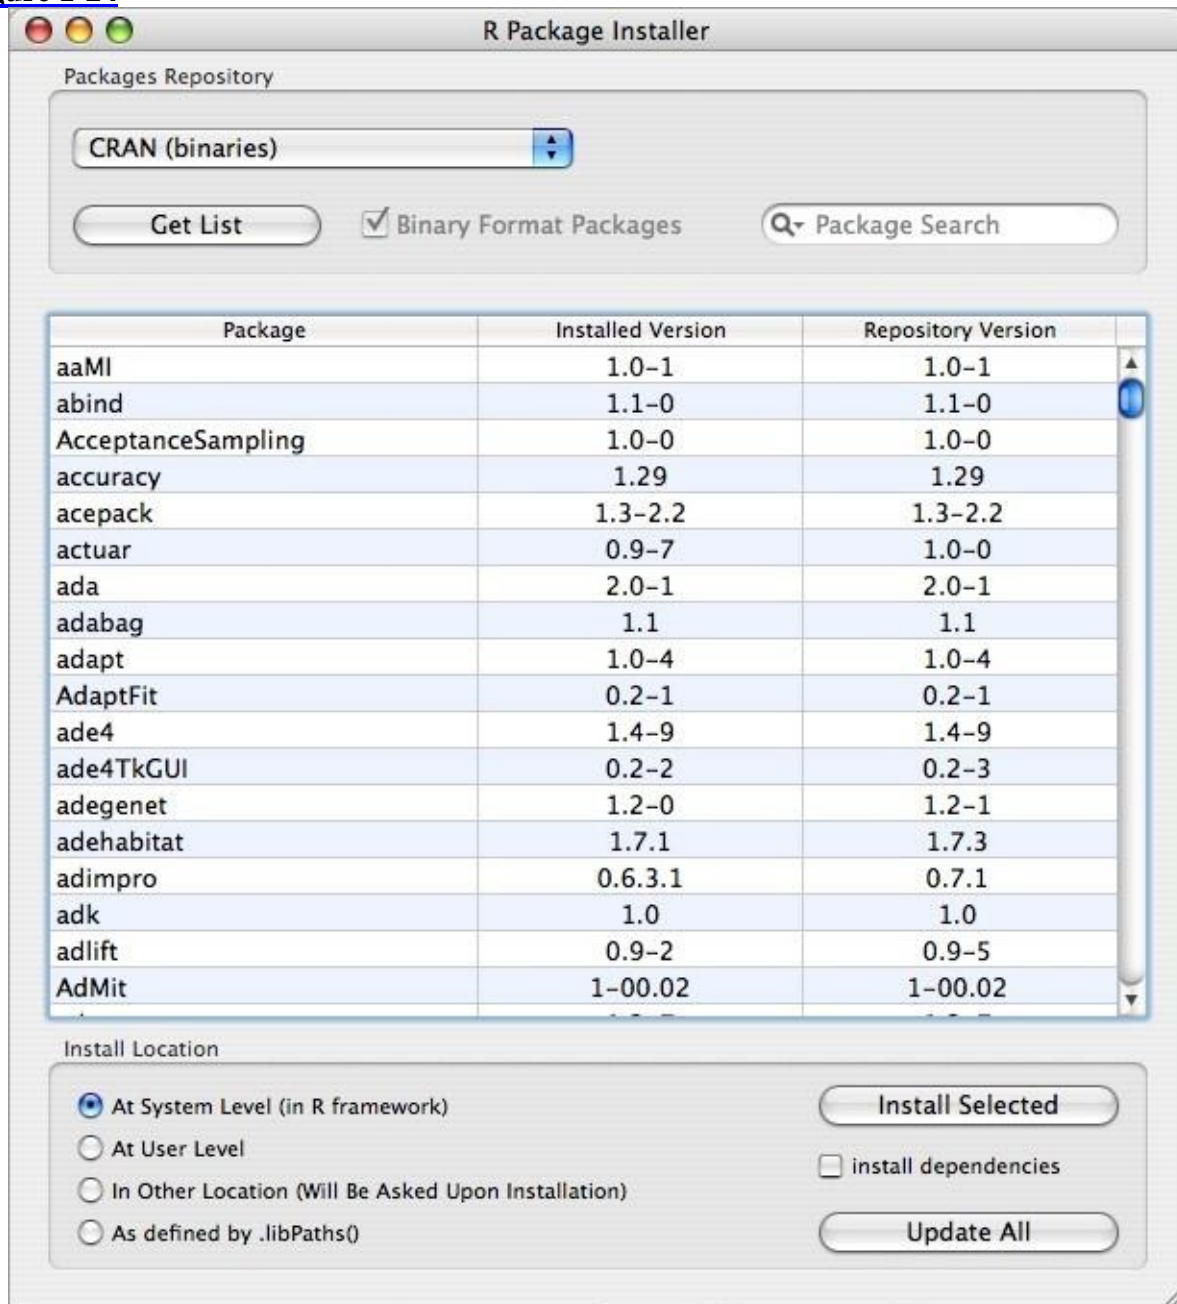 R Package Installer
Packages Repository
CRAN (binaries)
Get List Binary Format Packages Package Search
Package Installed Version Repository Version
aaMI 1.0-1 1.0-1
abind 1.1-0 1.1-0
AcceptanceSampling 1.0-0 1.0-0
accuracy 1.29 1.29
acepack 1.3-2.2 1.3-2.2
actuar 0.9-7 1.0-0
ada 2.0-1 2.0-1
adabag 1.1 1.1
adapt 1.0-4 1.0-4
AdaptFit 0.2-1 0.2-1
ade4 1.4-9 1.4-9
ade4TkGUI 0.2-2 0.2-3
adegenet 1.2-0 1.2-1
adehabitat 1.7.1 1.7.3
adimpro 0.6.3.1 0.7.1
adk 1.0 1.0
adlift 0.9-2 0.9-5
AdMit 1-00.02 1-00.02
Install Location
At System Level (in R framework) Install Selected
At User Level
install dependencies
In Other Location (Will Be Asked Upon Installation)
As defined by .libPaths() Update All